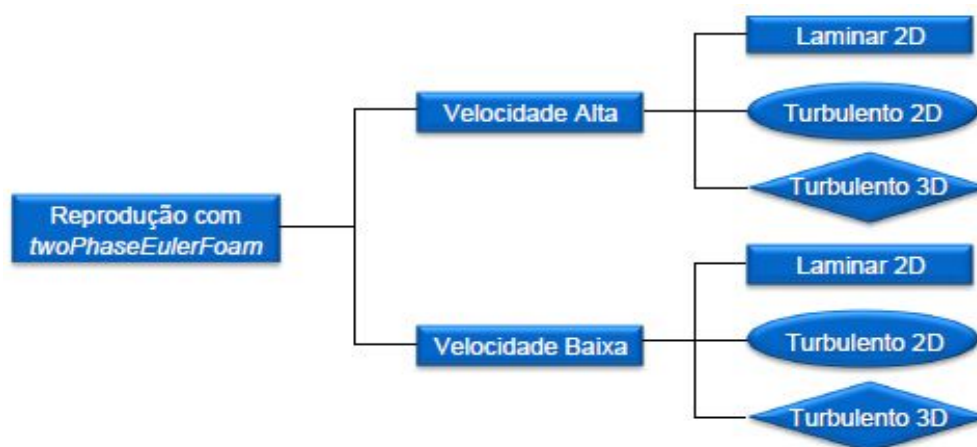 Laminar 2D
Velocidade Alta
Turbulento 2D
Turbulento 3D
Reprodução com
twoPhaseEulerFoam
Laminar 2D
Velocidade Baixa
Turbulento 2D
Turbulento 3D